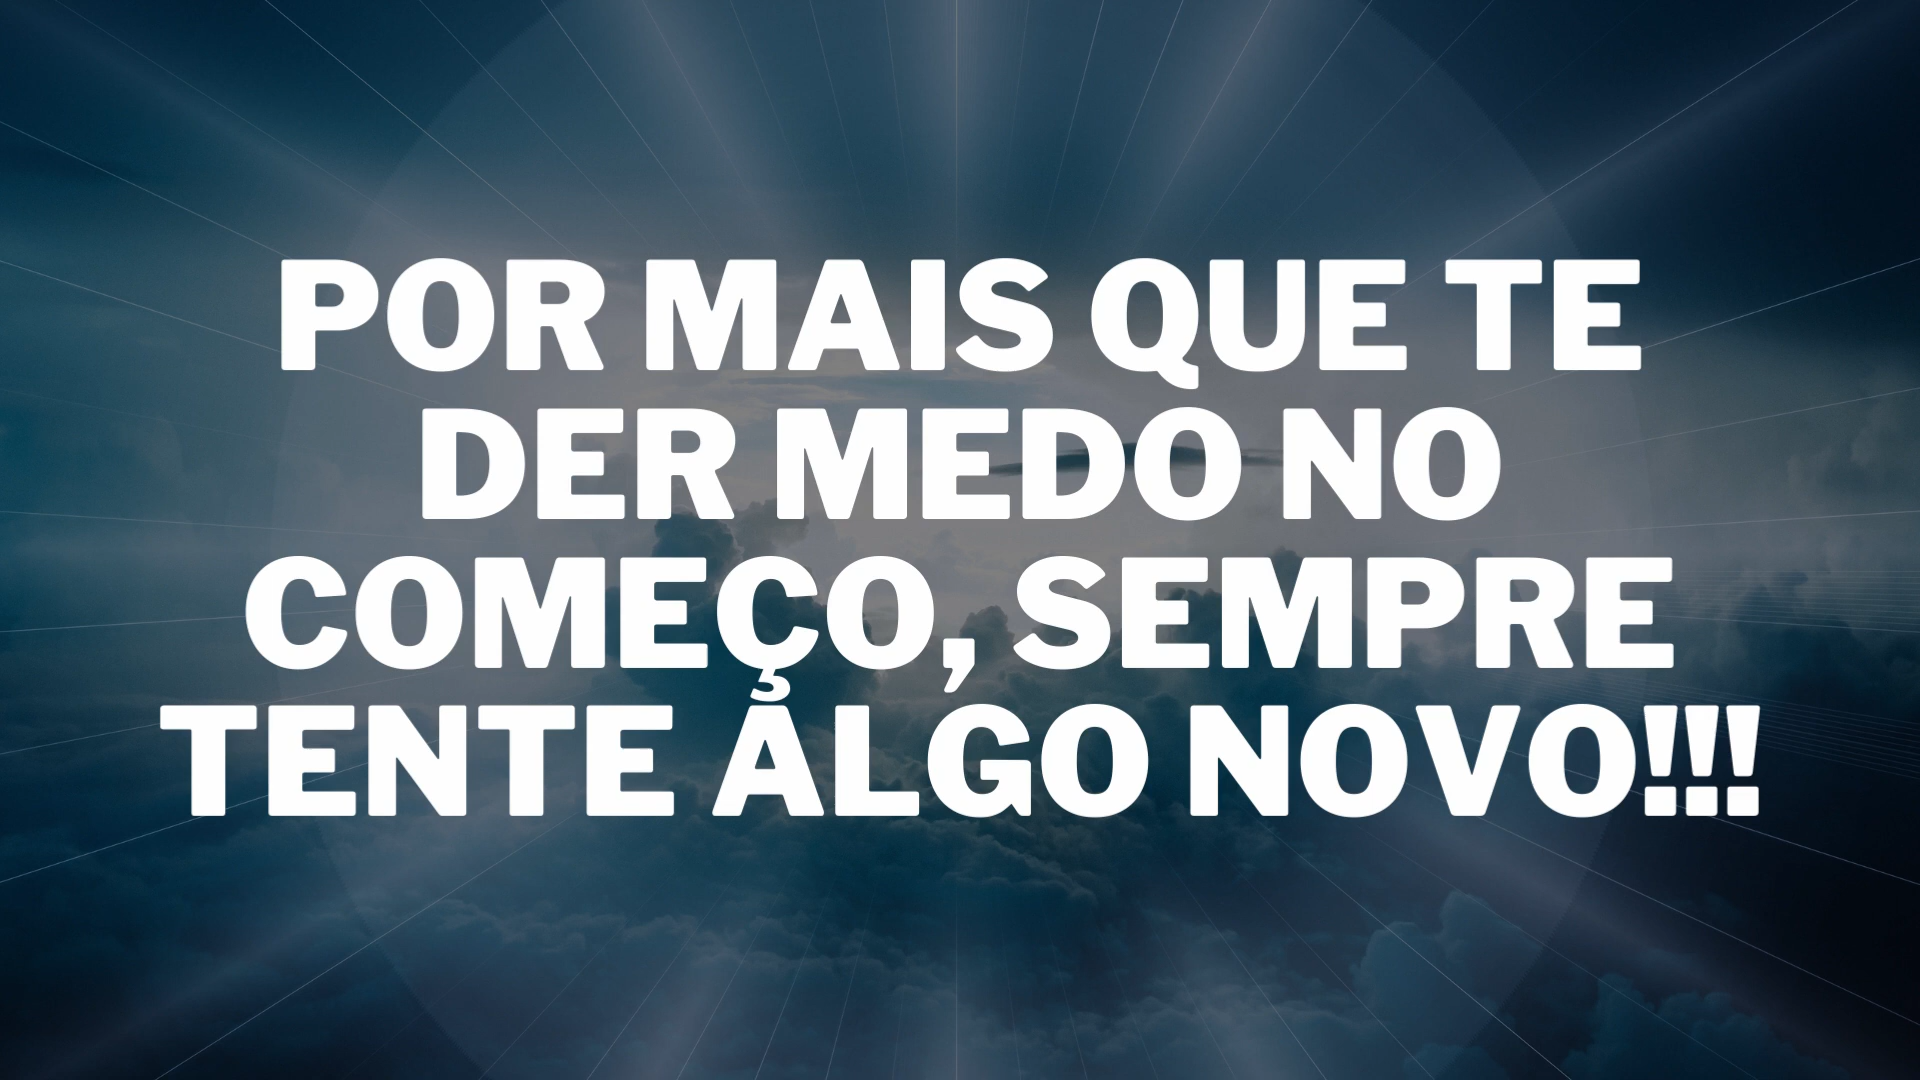 POR MAIS QUE TE
DER MEDO NO
COMEÇO, SEMPRE
TENTE ALGO NOVO!!!